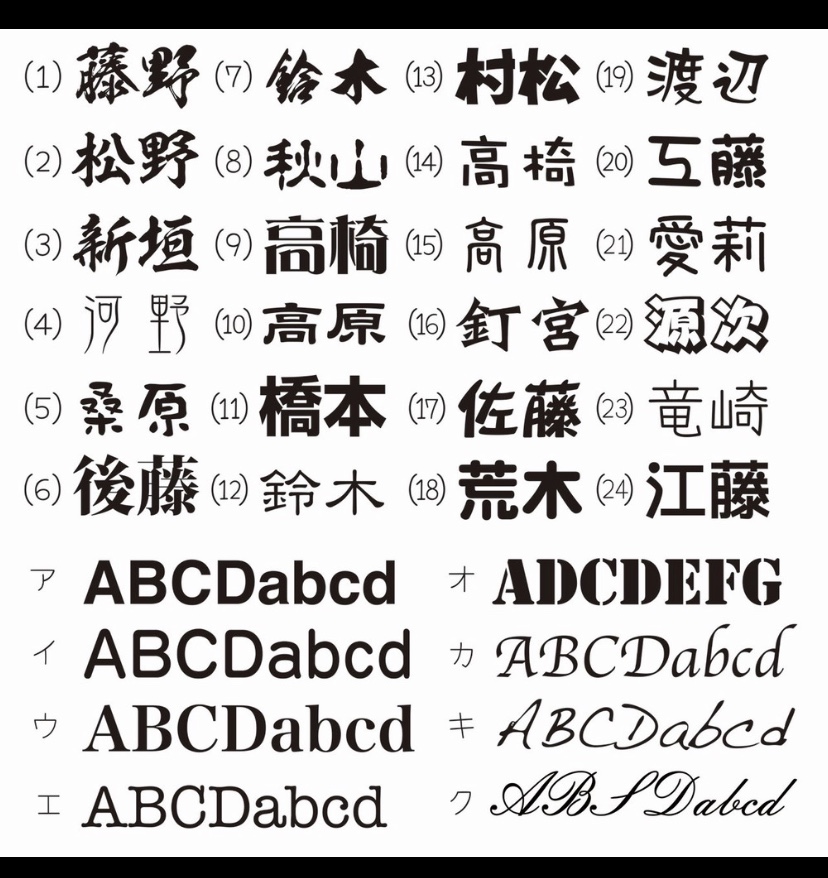 (1) 藤野 (7) 鈴木 (13) 村松 (19) 渡辺
(2) 松野 (8) 秋山 (14) 高椅 (20) 工藤
(3) 新垣 (9) 高椅 (15) 高原 (21) 愛莉
(4) 河野 (10) 高原 (16) 釘宮 (22) 源次
(5) 桑原 (11) 橋本 (17) 佐藤 (23) 竜崎
(6) 後藤 (12) 鈴木 (18) 荒木 (24) 江藤
ア ABCDabcd オ ADCDEFG
イ ABCDabcd カ ABCDabcd
ウ ABCDabcd キ ABCDabcd
エ ABCDabcd ク ABSDabcd